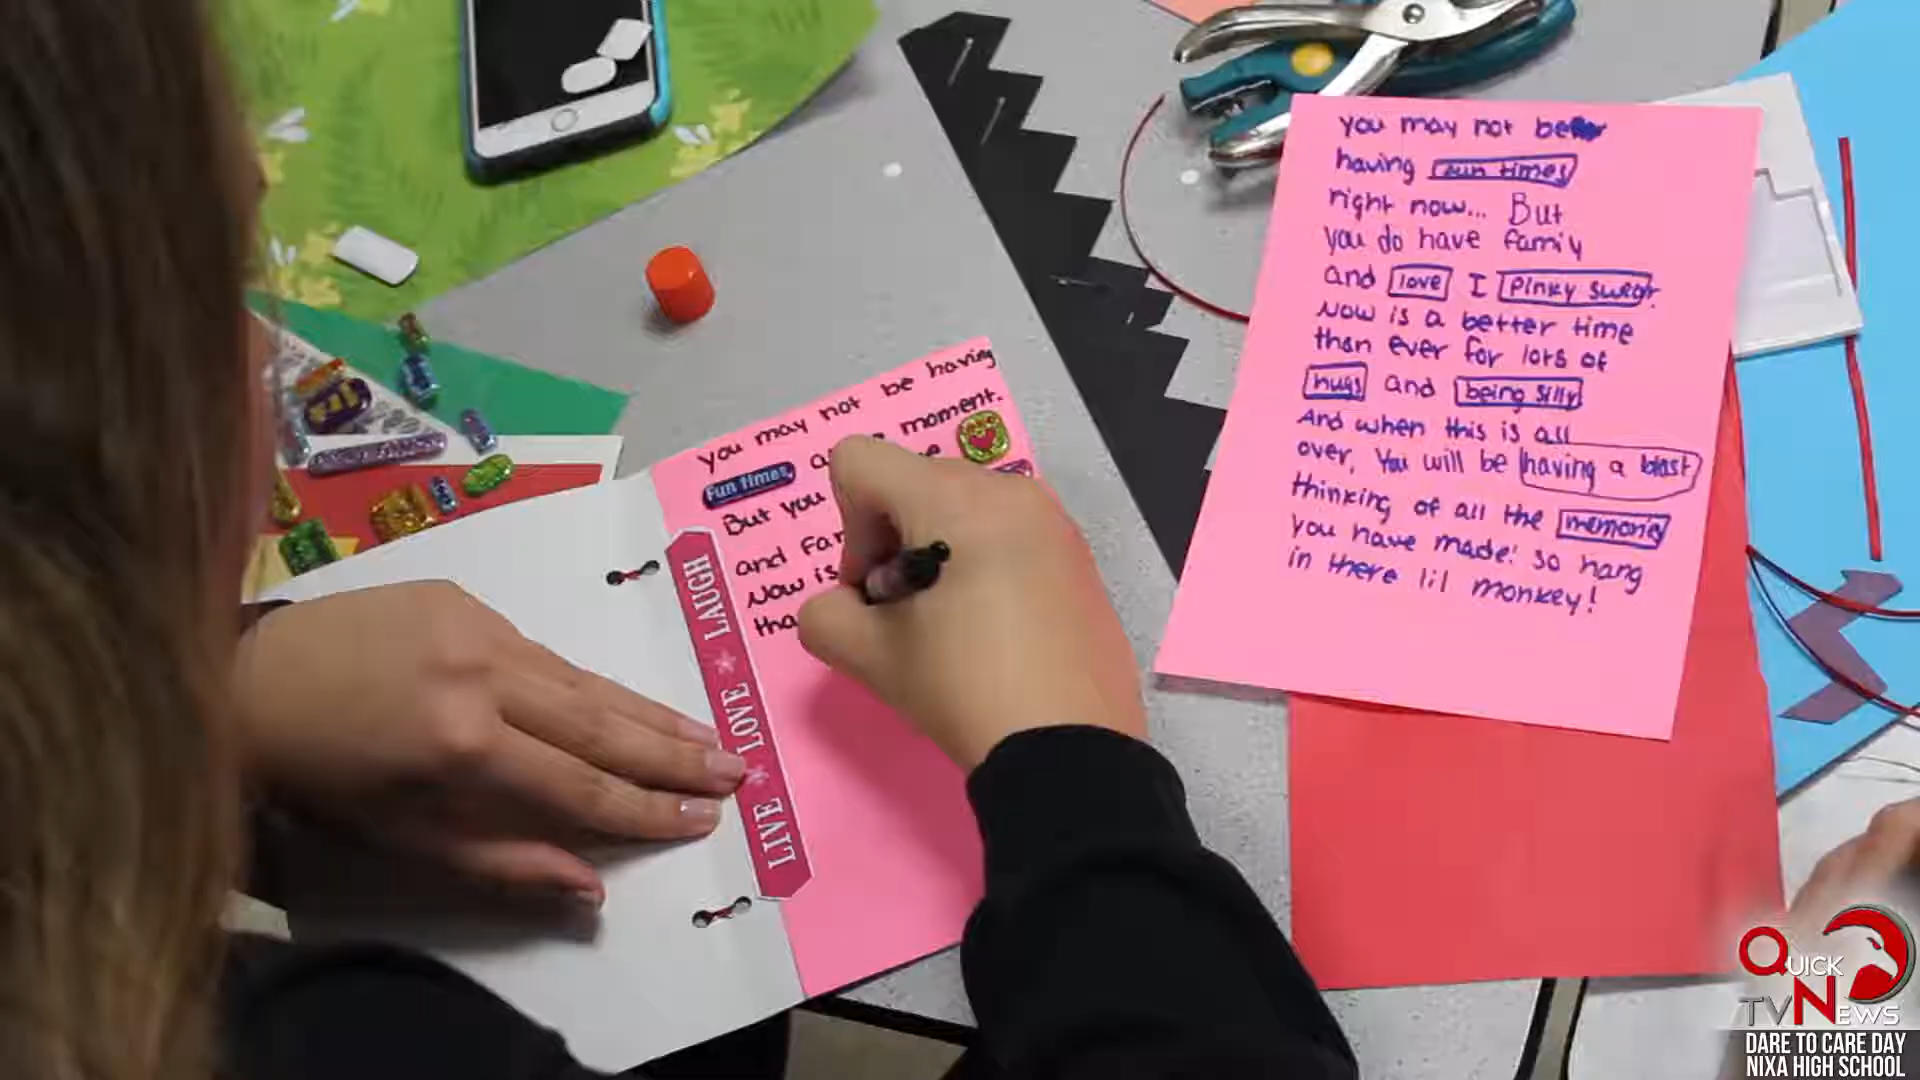 you may not be
having fun times
right now... But
you do have famiy
and love I pinky swear.
Now is a better time
than ever for lots of
hugs and being silly
And when this is all
over, You will be having a blast
thinking of all the memories
you have made! So hang
in there lil monkey!
you may not be having
Fun times, moment.
But you
and
Now is
LIVE LOVE LAUGH
QUICK
TV NEWS
DARE TO CARE DAY
NIXA HIGH SCHOOL